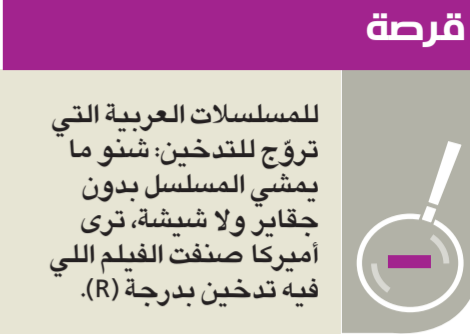 قرصة
للمسلسلات العربية التي
تروّج للتدخين: شنو ما
يمشي المسلسل بدون
جقاير ولا شيشة، ترى
أميركا صنفت الفيلم اللي
فيه تدخين بدرجة (R).